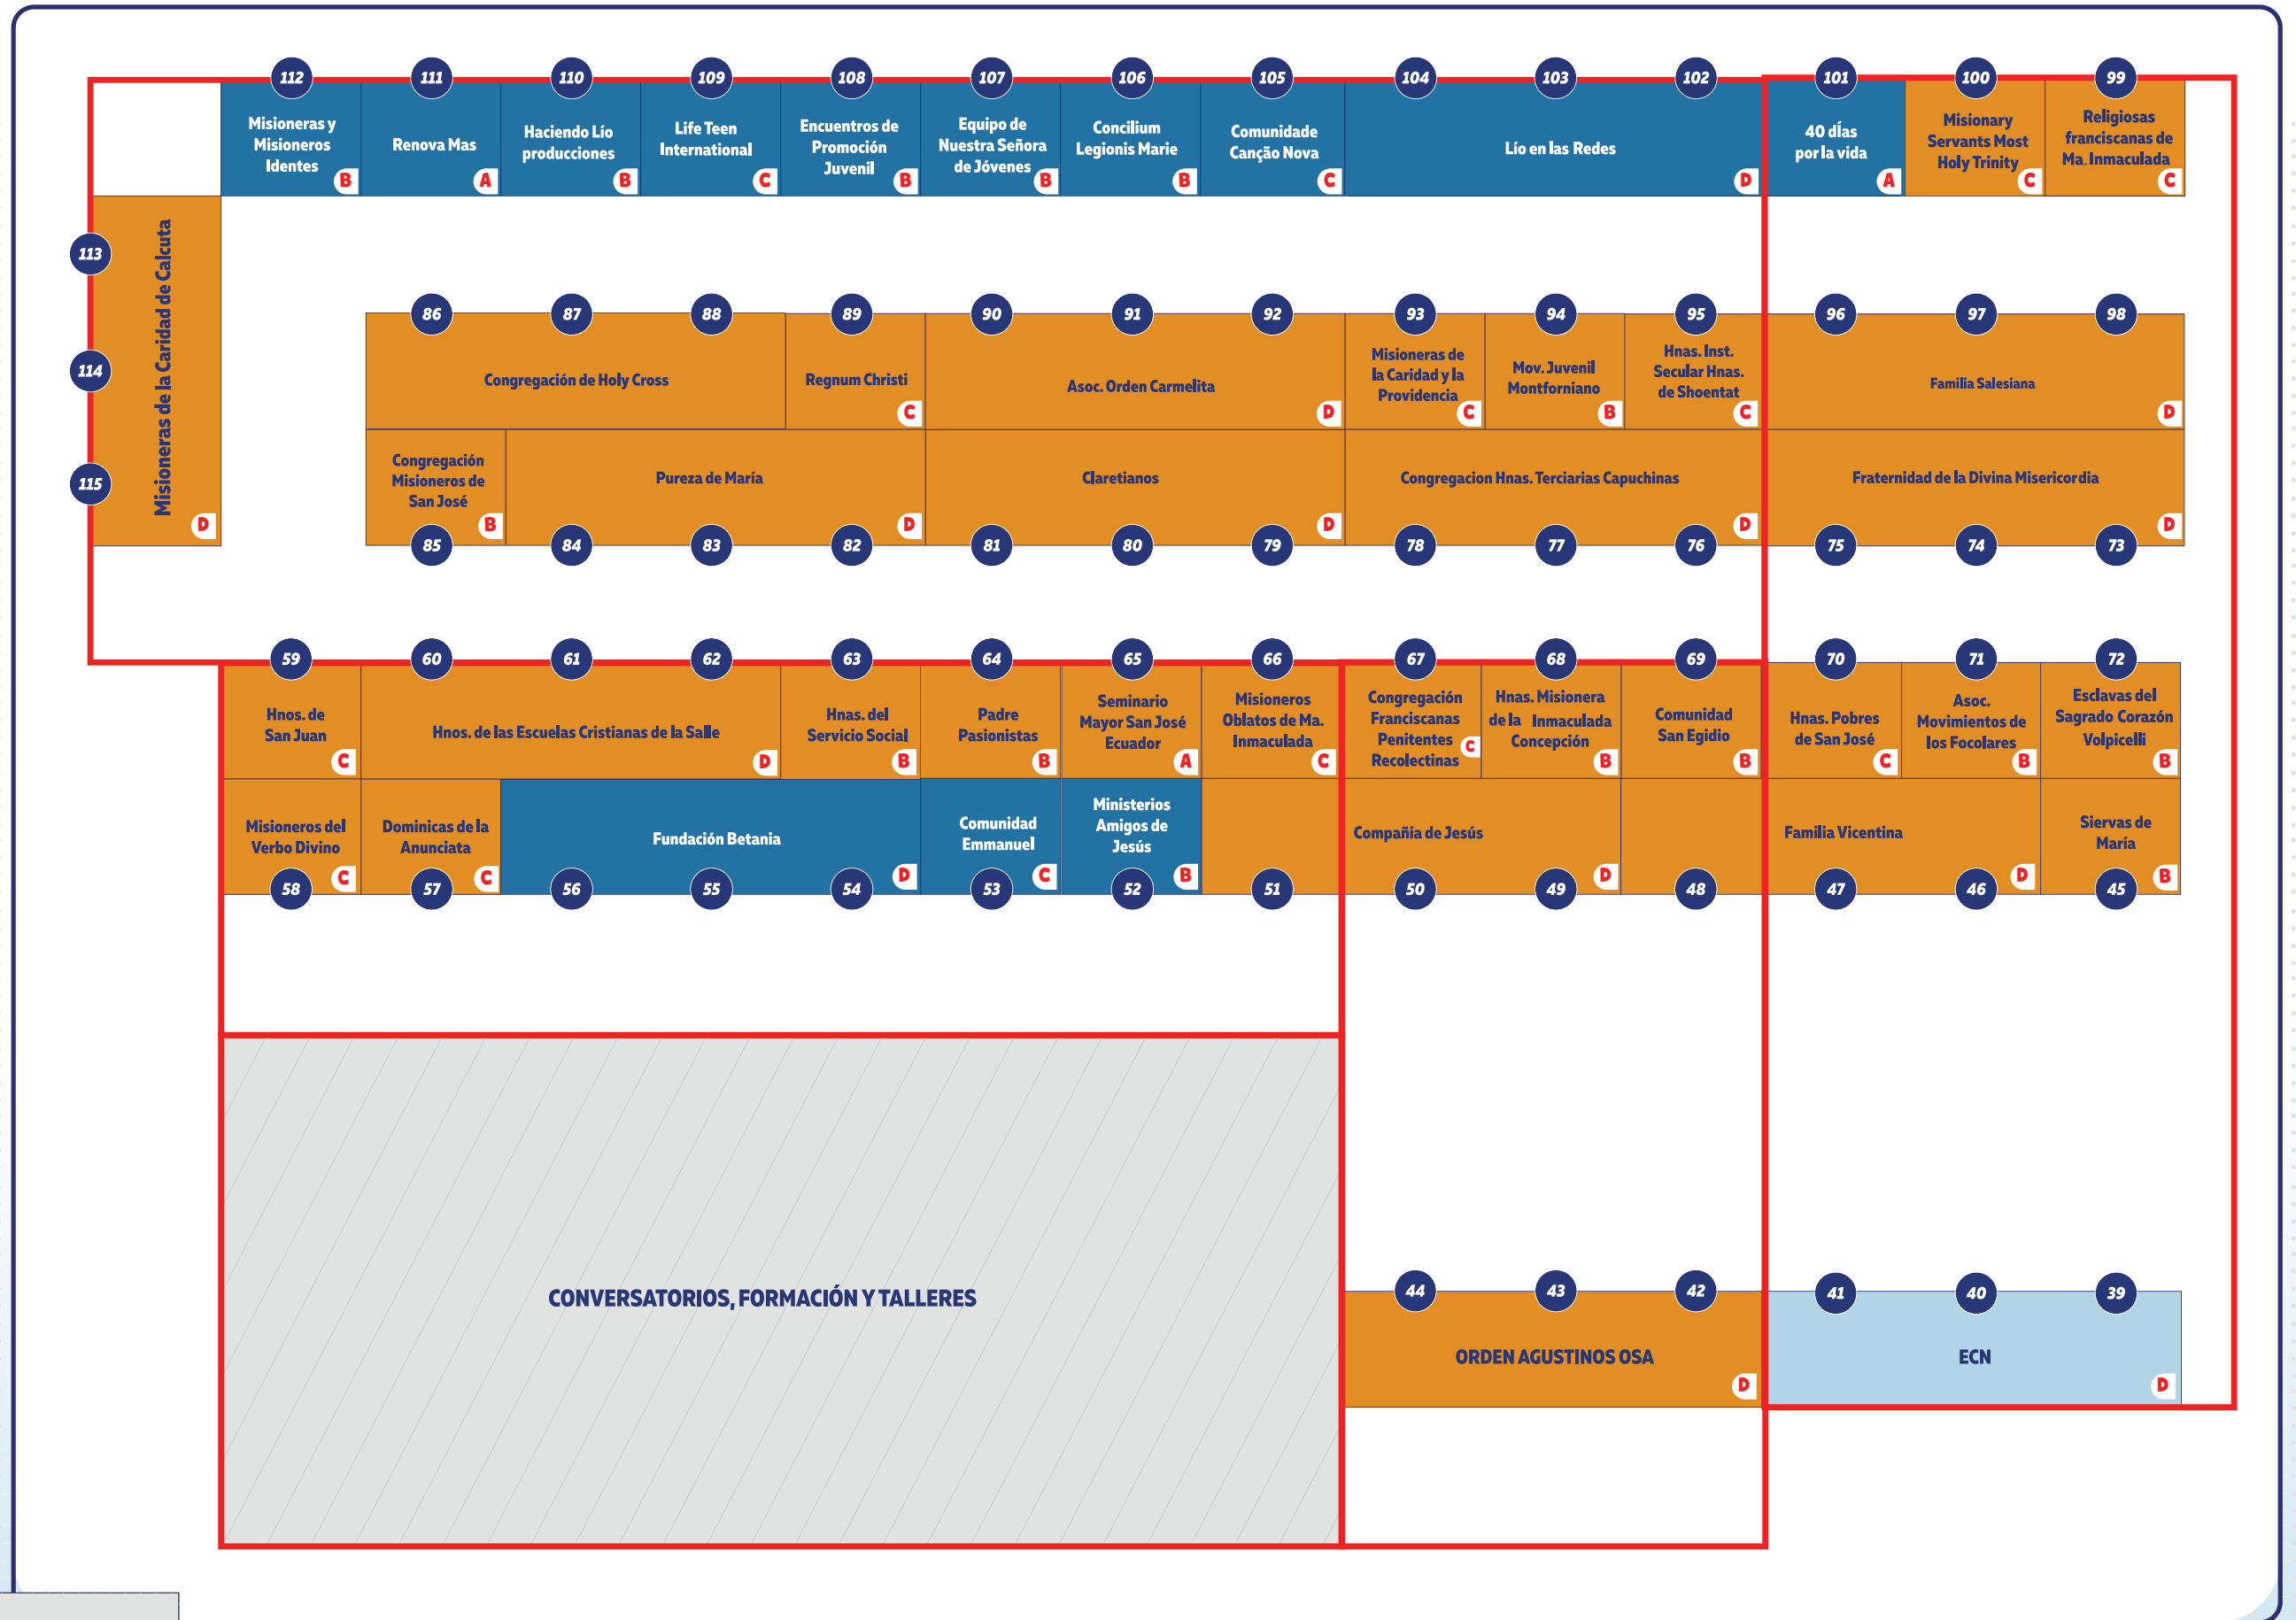 112 111 110 109 108 107 106 105 104 103 102 101 100 99
Misioneras y
Misioneros
Identes
B
Renova Mas
A
Haciendo Lío
producciones
B
Life Teen
International
C
Encuentros de
Promoción
Juvenil
B
Equipo de
Nuestra Señora
de Jóvenes
B
Concilium
Legionis Marie
B
Comunidade
Canção Nova
C
Lío en las Redes
D
40 dÍas
por la vida
A
Misionary
Servants Most
Holy Trinity
C
Religiosas
franciscanas de
Ma. Inmaculada
C
113
114
115
Misioneras de la Caridad de Calcuta
D
86 87 88 89 90 91 92 93 94 95 96 97 98
Congregación de Holy Cross
Regnum Christi
C
Asoc. Orden Carmelita
D
Misioneras de
la Caridad y la
Providencia
C
Mov. Juvenil
Montforniano
B
Hnas. Inst.
Secular Hnas.
de Shoentat
C
Familia Salesiana
D
Congregación
Misioneros de
San José
B
Pureza de María
D
Claretianos
D
Congregacion Hnas. Terciarias Capuchinas
D
Fraternidad de la Divina Misericordia
D
85 84 83 82 81 80 79 78 77 76 75 74 73
59 60 61 62 63 64 65 66 67 68 69 70 71 72
Hnos. de
San Juan
C
Hnos. de las Escuelas Cristianas de la Salle
D
Hnas. del
Servicio Social
B
Padre
Pasionistas
B
Seminario
Mayor San José
Ecuador
A
Misioneros
Oblatos de Ma.
Inmaculada
C
Congregación
Franciscanas
Penitentes
Recolectinas
C
Hnas. Misionera
de la Inmaculada
Concepción
B
Comunidad
San Egidio
B
Hnas. Pobres
de San José
C
Asoc.
Movimientos de
los Focolares
B
Esclavas del
Sagrado Corazón
Volpicelli
B
Misioneros del
Verbo Divino
C
Dominicas de la
Anunciata
C
Fundación Betania
D
Comunidad
Emmanuel
C
Ministerios
Amigos de
Jesús
B
Compañía de Jesús
D
Familia Vicentina
D
Siervas de
María
B
58 57 56 55 54 53 52 51 50 49 48 47 46 45
CONVERSATORIOS, FORMACIÓN Y TALLERES
44 43 42 41 40 39
ORDEN AGUSTINOS OSA
D
ECN
D